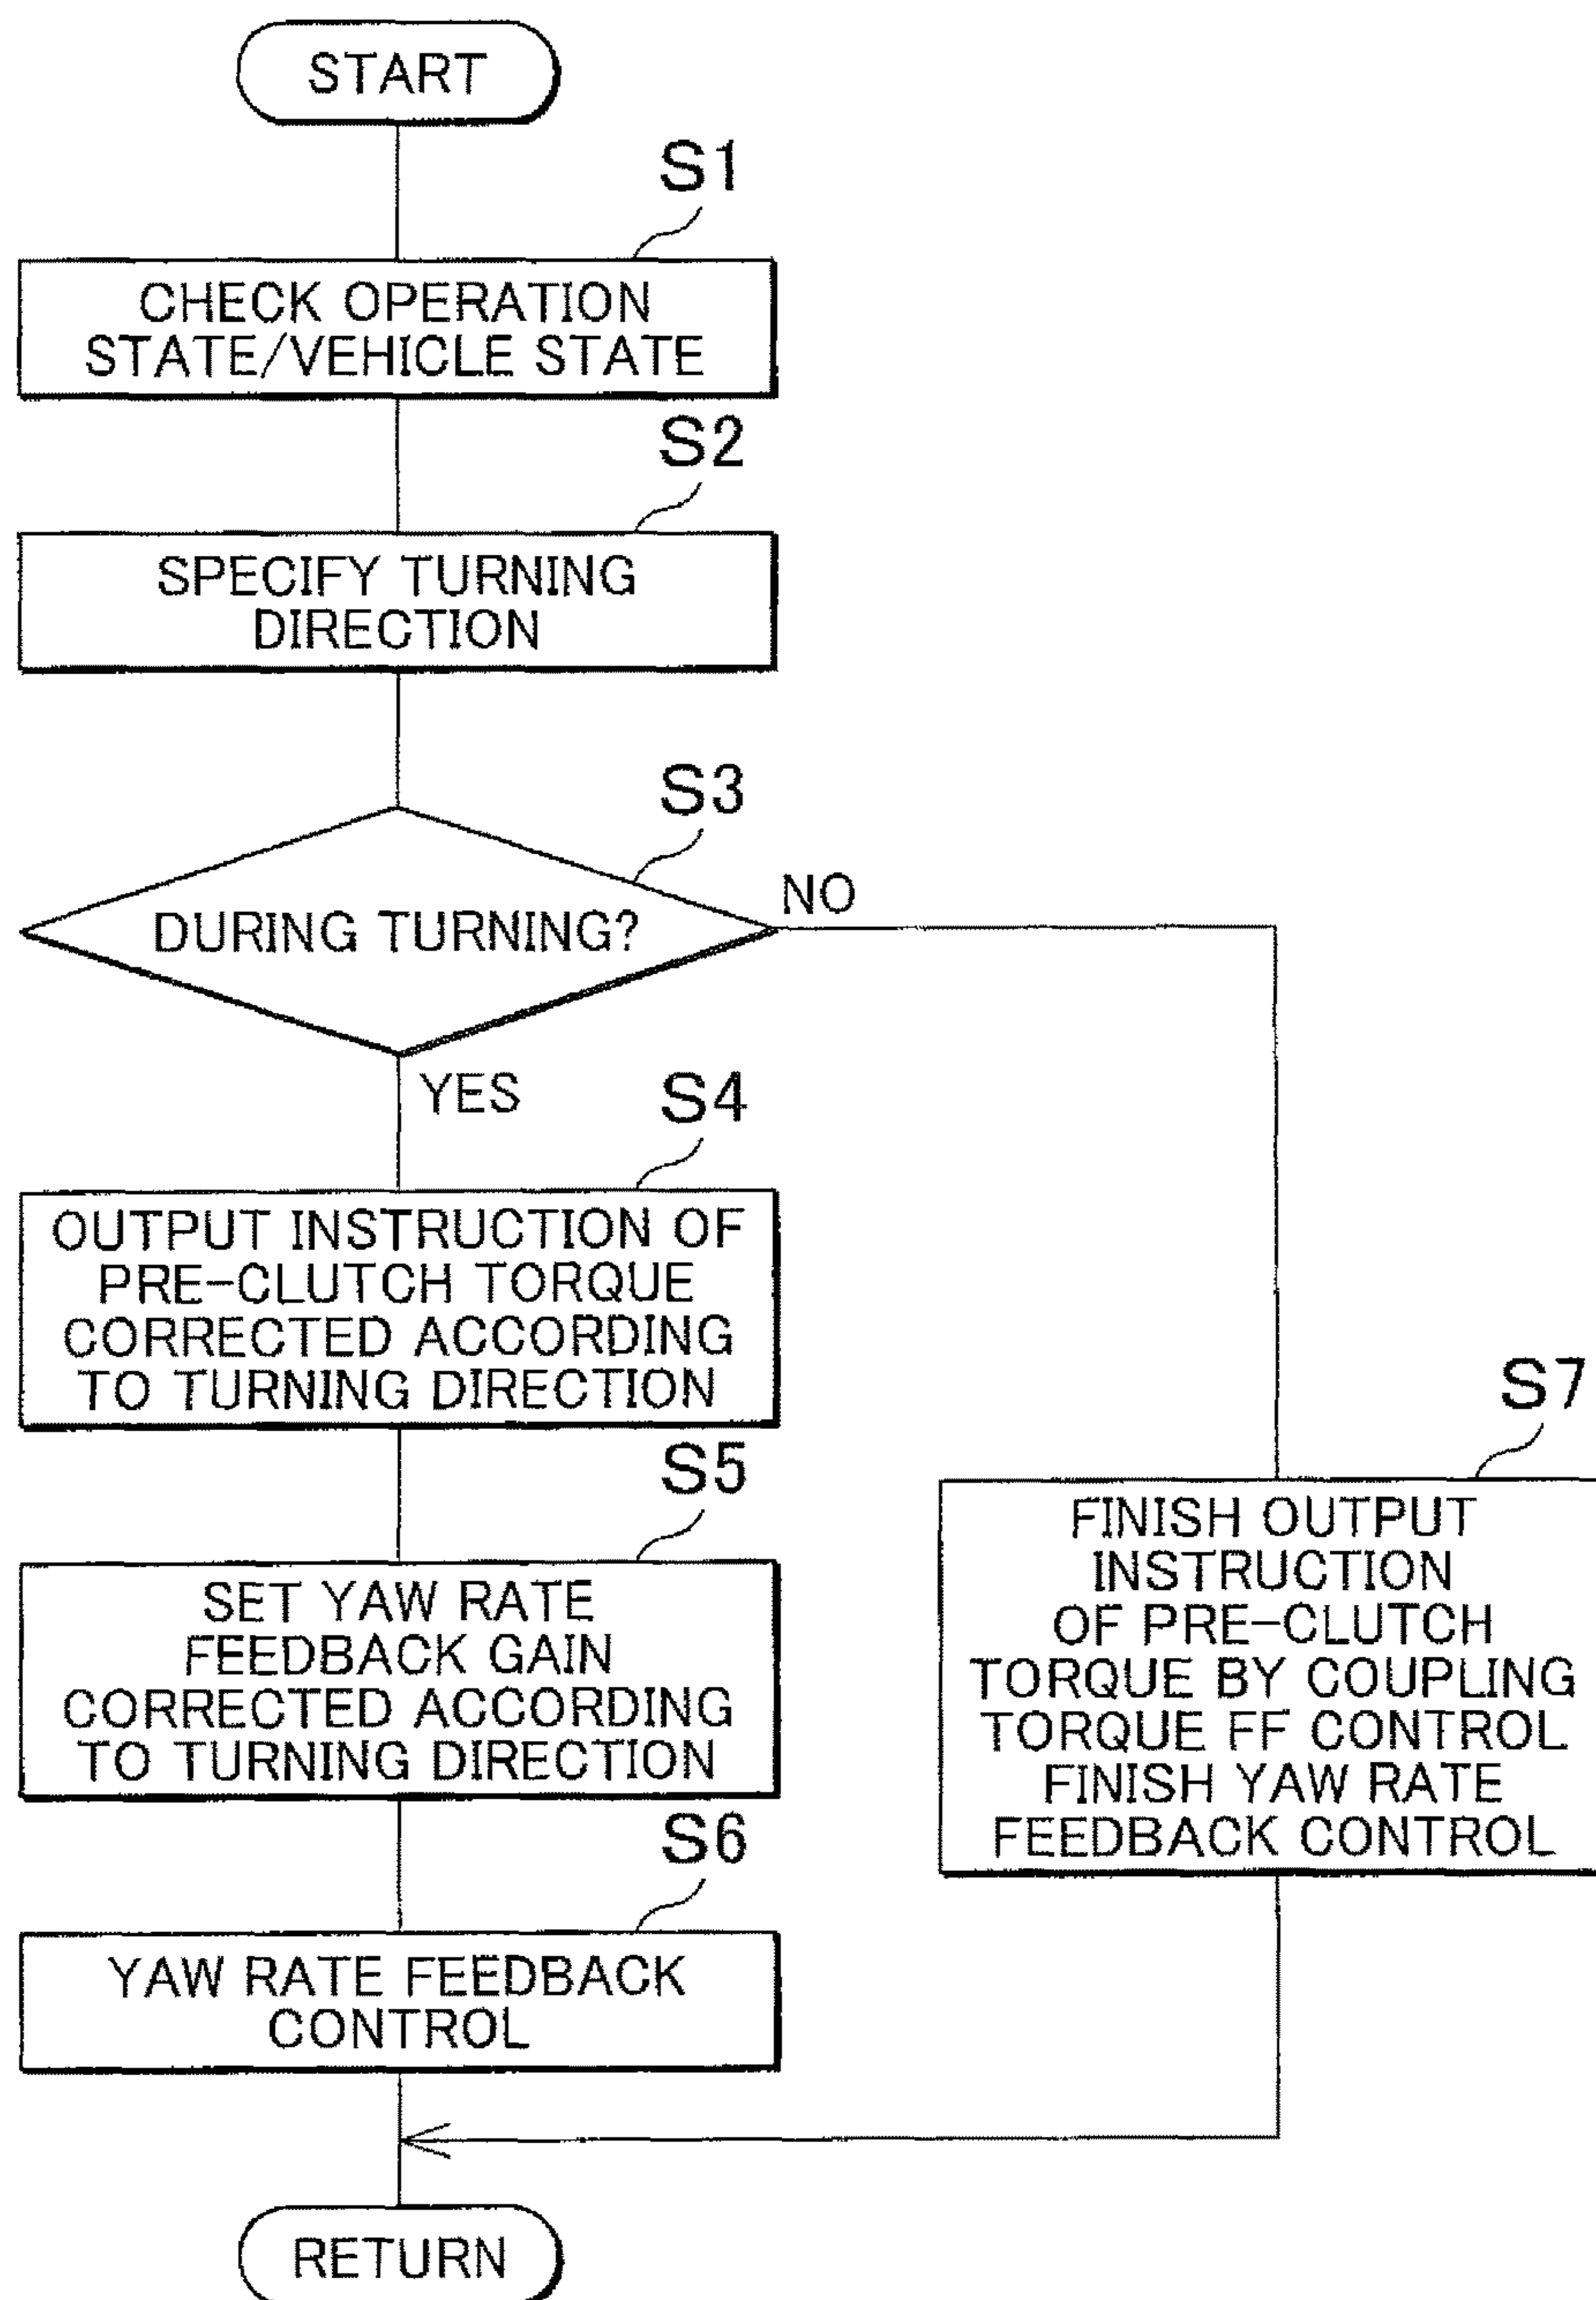 START
S1
CHECK OPERATION
STATE/VEHICLE STATE
S2
SPECIFY TURNING
DIRECTION
S3
DURING TURNING?
NO
YES
S4
OUTPUT INSTRUCTION OF
PRE-CLUTCH TORQUE
CORRECTED ACCORDING
TO TURNING DIRECTION
S5
SET YAW RATE
FEEDBACK GAIN
CORRECTED ACCORDING
TO TURNING DIRECTION
S6
YAW RATE FEEDBACK
CONTROL
S7
FINISH OUTPUT
INSTRUCTION
OF PRE-CLUTCH
TORQUE BY COUPLING
TORQUE FF CONTROL
FINISH YAW RATE
FEEDBACK CONTROL
RETURN